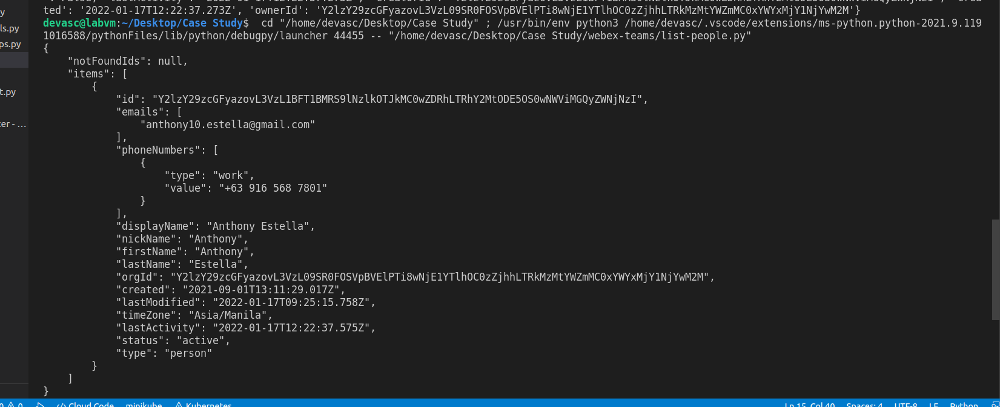 ted': '2022-01-17T12:22:37.273Z', 'ownerId': 'Y2lzY29zcGFyazovL3VzL09SR0FOSVpBVElPTi8wNjE1YTlhOC0zZjhhLTRkMzMtYWZmMC0xYWYxMjY1NjYwM2M'}
devasc@labvm:~/Desktop/Case Study$ cd "/home/devasc/Desktop/Case Study" ; /usr/bin/env python3 /home/devasc/.vscode/extensions/ms-python.python-2021.9.119
1016588/pythonFiles/lib/python/debugpy/launcher 44455 -- "/home/devasc/Desktop/Case Study/webex-teams/list-people.py"
{
"notFoundIds": null,
"items": [
{
"id": "Y2lzY29zcGFyazovL3VzL1BFT1BMRS9lNzlkOTJkMC0wZDRhLTRhY2MtODE5OS0wNWViMGQyZWNjNzI",
"emails": [
"anthony10.estella@gmail.com"
],
"phoneNumbers": [
{
"type": "work",
"value": "+63 916 568 7801"
}
],
"displayName": "Anthony Estella",
"nickName": "Anthony",
"firstName": "Anthony",
"lastName": "Estella",
"orgId": "Y2lzY29zcGFyazovL3VzL09SR0FOSVpBVElPTi8wNjE1YTlhOC0zZjhhLTRkMzMtYWZmMC0xYWYxMjY1NjYwM2M",
"created": "2021-09-01T13:11:29.017Z",
"lastModified": "2022-01-17T09:25:15.758Z",
"timeZone": "Asia/Manila",
"lastActivity": "2022-01-17T12:22:37.575Z",
"status": "active",
"type": "person"
}
]
}
y
ls.py
ps.py
t.py
ter - ...
0 0 Cloud Code minikube Kubernetes Ln 15, Col 40 Spaces: 4 UTF-8 LF Python